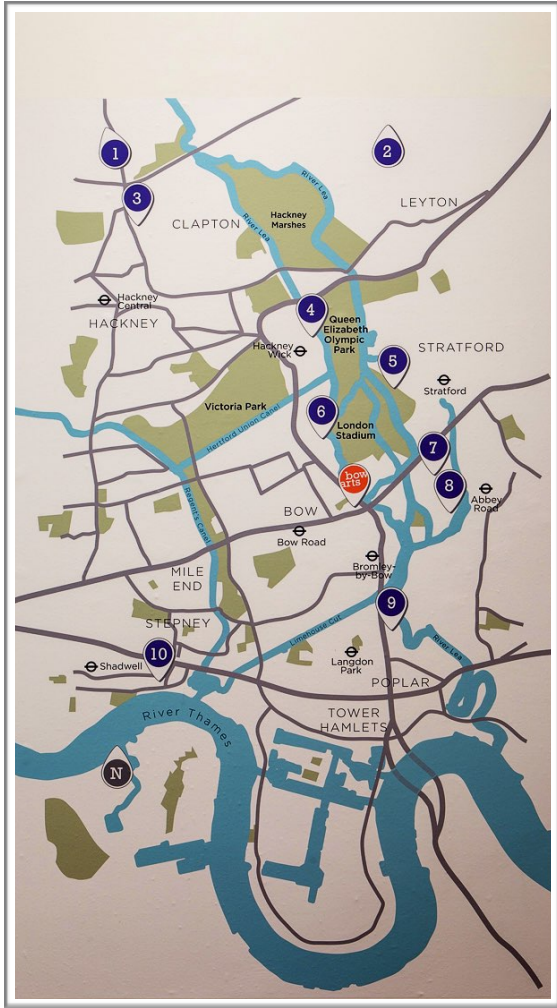 1
2
3
River Lea
LEYTON
CLAPTON
River Lea
Hackney
Marshes
Hackney
Central
HACKNEY
4
Queen
Elizabeth
Olympic
Park
Hackney
Wick
5
STRATFORD
Stratford
Victoria Park
6
London
Stadium
Hertford Union Canal
7
bow
arts
8
Abbey
Road
Regent's Canal
BOW
Bow Road
Bromley-
by-Bow
MILE
END
9
STEPNEY
Limehouse Cut
River Lea
10
Shadwell
Langdon
Park
POPLAR
River Thames
TOWER
HAMLETS
N